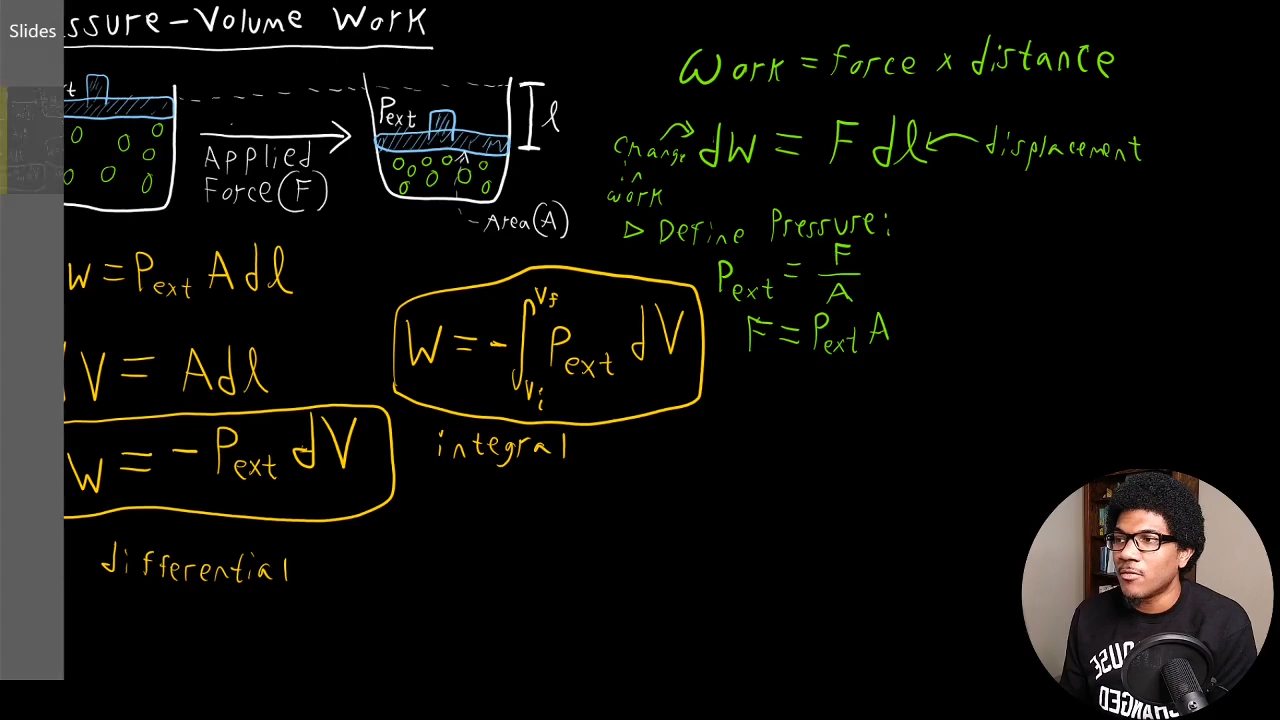 Slides
ssure-Volume Work
Work = force x distance
Pext
l
t
Applied
Force (F)
Area (A)
change
in
work
dW = F dl
displacement
▷ Define Pressure:
Pext = F/A
F = Pext A
w = Pext A dl
V = A dl
w = - Pext dV
differential
W = -∫ViVf Pext dV
integral